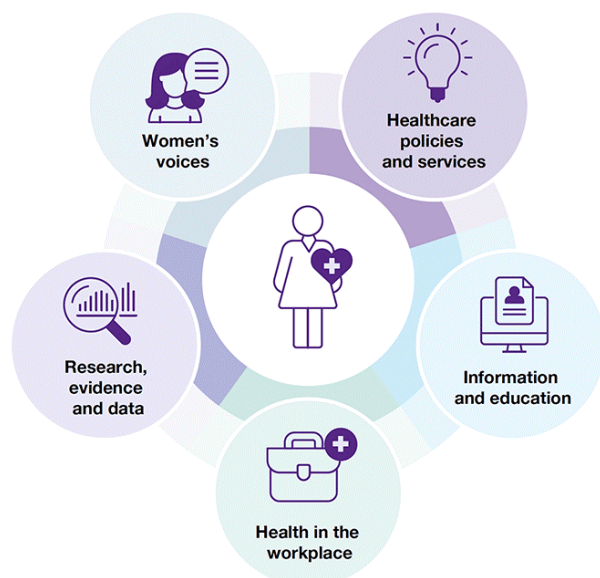 Women's
voices
Healthcare
policies
and services
Information
and education
Health in the
workplace
Research,
evidence
and data